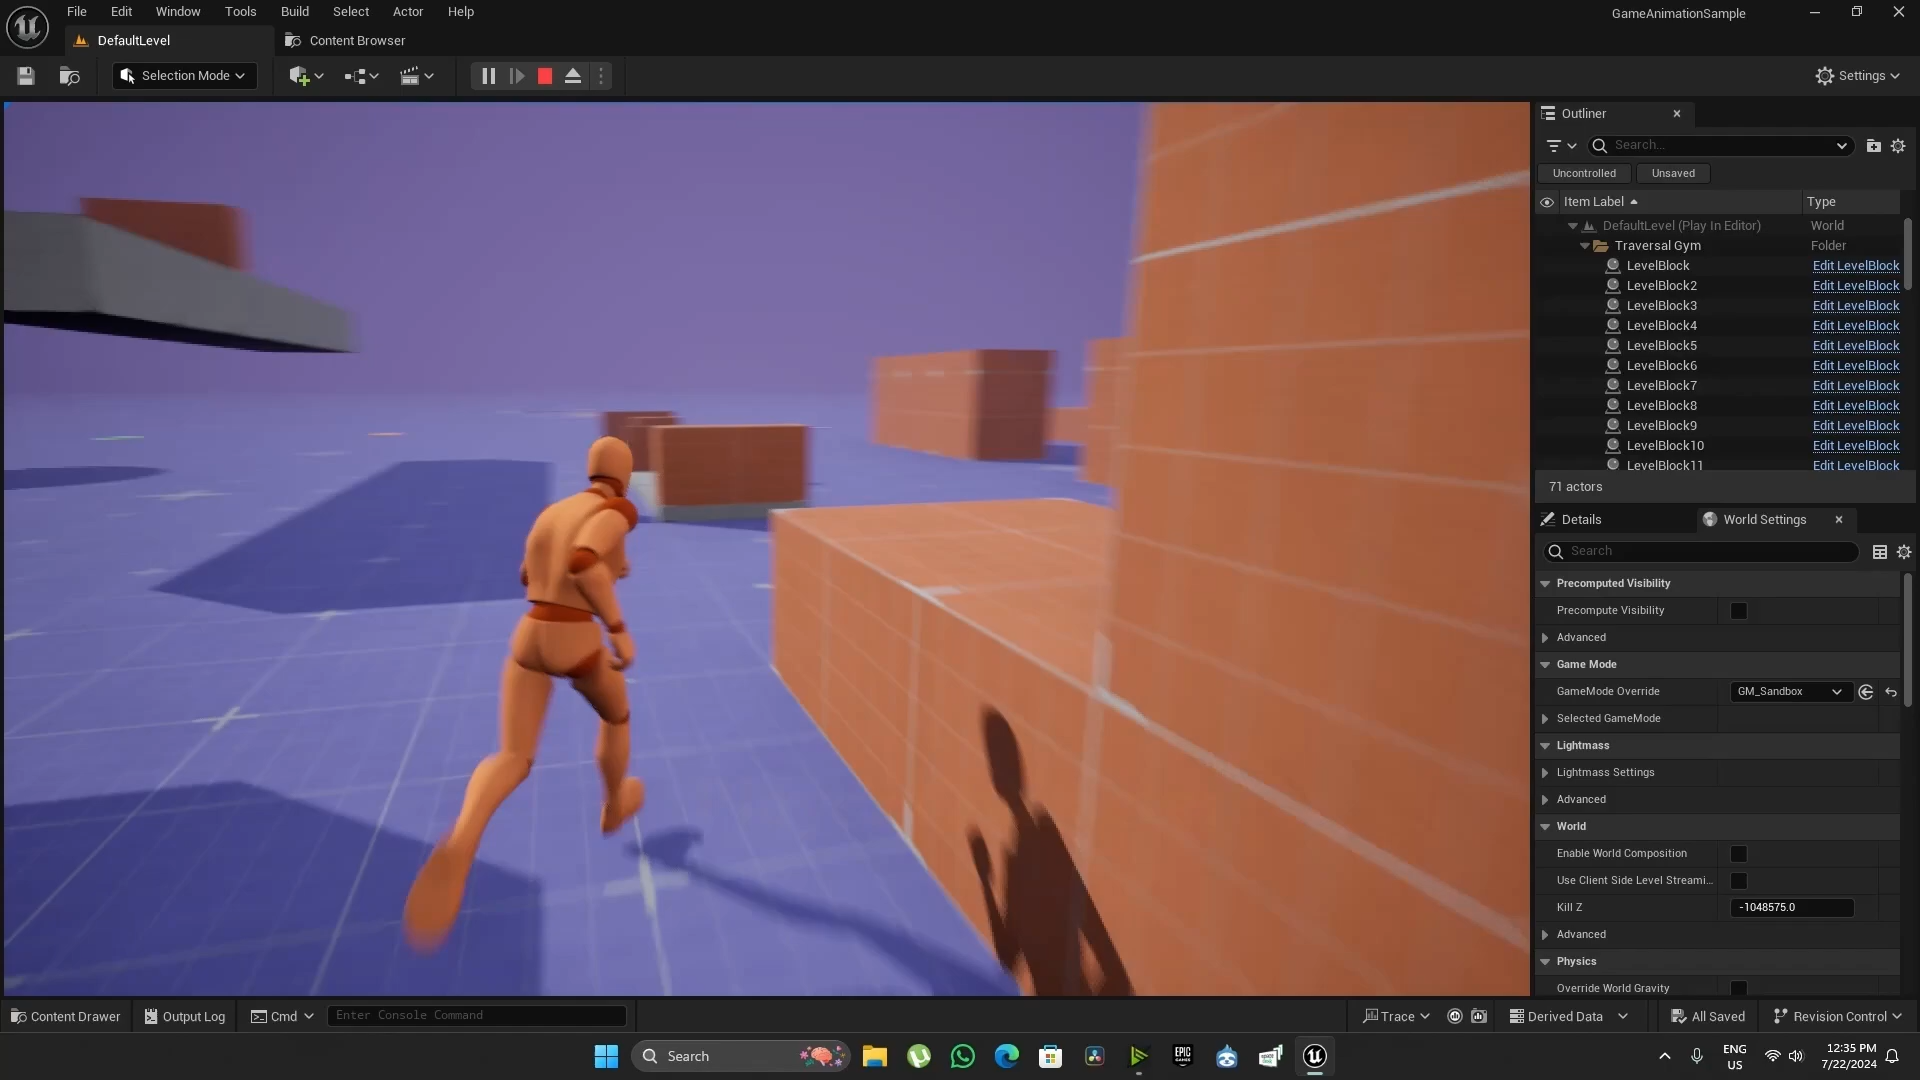 File Edit Window Tools Build Select Actor Help
GameAnimationSample
DefaultLevel
Content Browser
Selection Mode
Settings
Outliner
Search...
Uncontrolled
Unsaved
Item Label
Type
DefaultLevel (Play In Editor) World
Traversal Gym Folder
LevelBlock Edit LevelBlock
LevelBlock2 Edit LevelBlock
LevelBlock3 Edit LevelBlock
LevelBlock4 Edit LevelBlock
LevelBlock5 Edit LevelBlock
LevelBlock6 Edit LevelBlock
LevelBlock7 Edit LevelBlock
LevelBlock8 Edit LevelBlock
LevelBlock9 Edit LevelBlock
LevelBlock10 Edit LevelBlock
LevelBlock11 Edit LevelBlock
71 actors
Details
World Settings
Search
Precomputed Visibility
Precompute Visibility
Advanced
Game Mode
GameMode Override GM_Sandbox
Selected GameMode
Lightmass
Lightmass Settings
Advanced
World
Enable World Composition
Use Client Side Level Streami...
Kill Z -1048575.0
Advanced
Physics
Override World Gravity
Content Drawer
Output Log
Cmd
Enter Console Command
Trace
Derived Data
All Saved
Revision Control
Search
EPIC GAMES
ENG
US
12:35 PM
7/22/2024